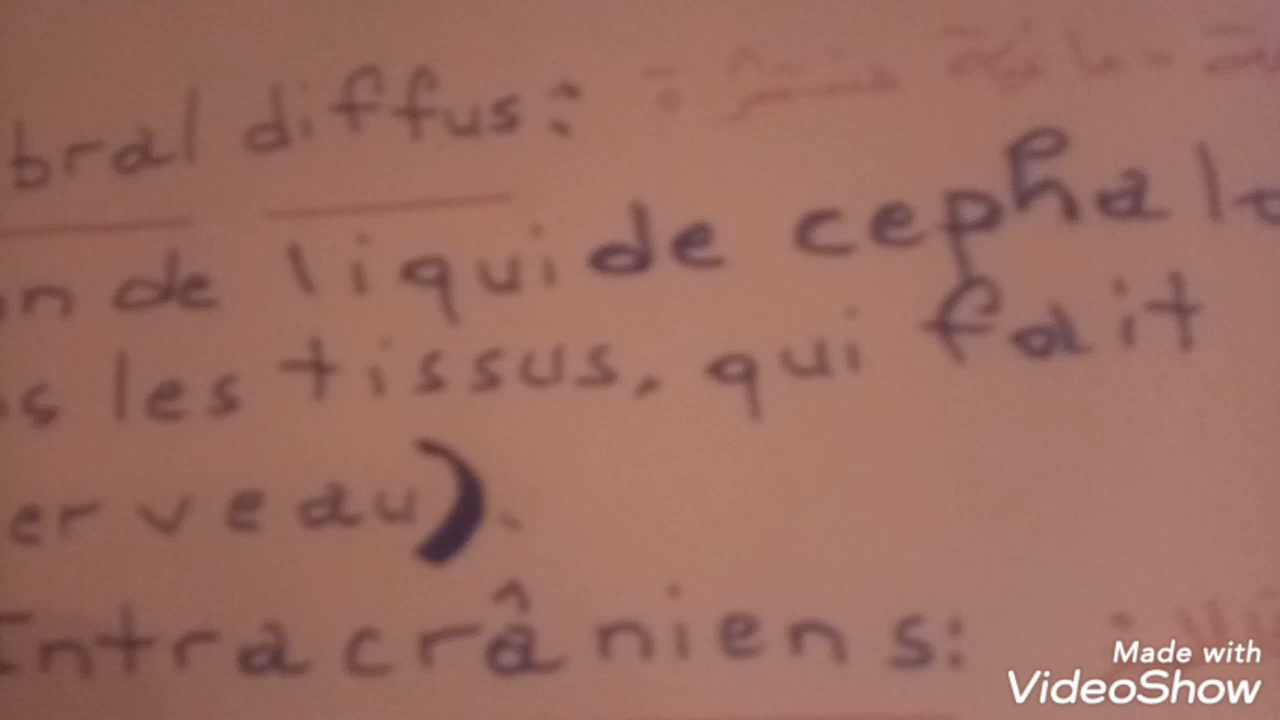 bral diffus:
n de liquide cephalo
s les tissus, qui fait
erveau).
Intracrâniens:
Made with
VideoShow